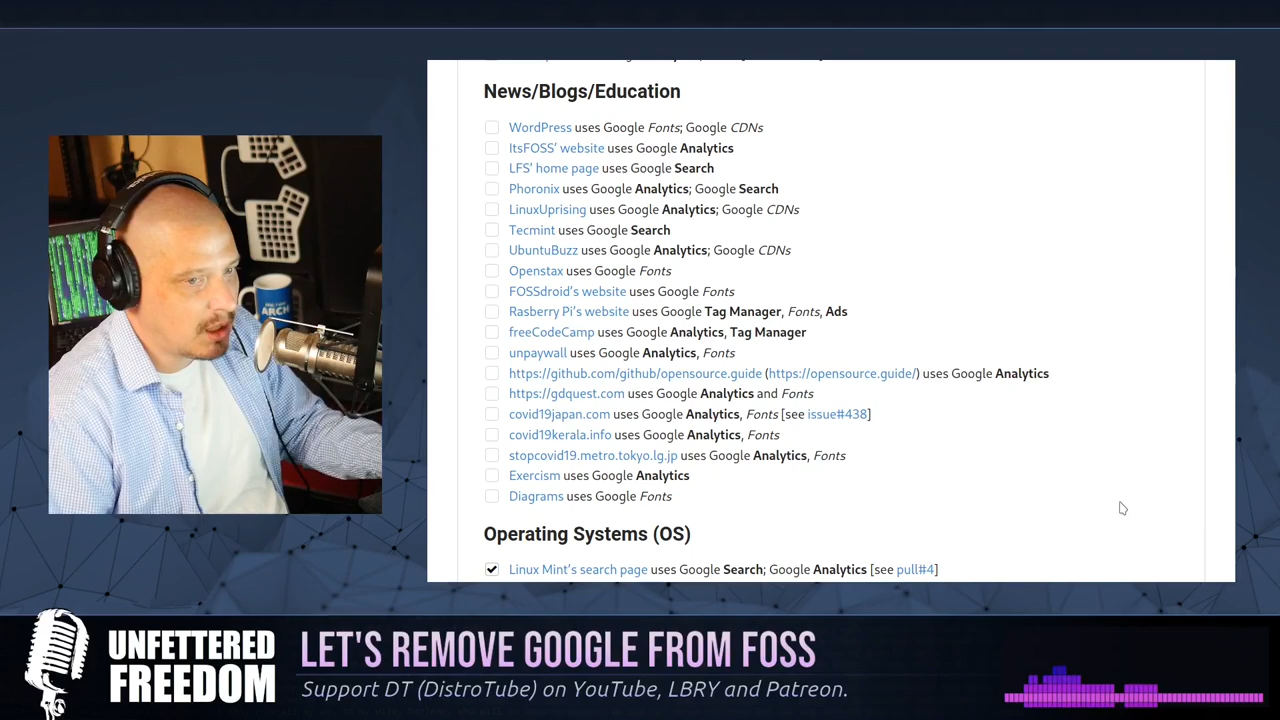 News/Blogs/Education
WordPress uses Google Fonts; Google CDNs
ItsFOSS' website uses Google Analytics
LFS' home page uses Google Search
Phoronix uses Google Analytics; Google Search
LinuxUprising uses Google Analytics; Google CDNs
Tecmint uses Google Search
UbuntuBuzz uses Google Analytics; Google CDNs
Openstax uses Google Fonts
FOSSdroid's website uses Google Fonts
Rasberry Pi's website uses Google Tag Manager, Fonts, Ads
freeCodeCamp uses Google Analytics, Tag Manager
unpaywall uses Google Analytics, Fonts
https://github.com/github/opensource.guide (https://opensource.guide/) uses Google Analytics
https://gdquest.com uses Google Analytics and Fonts
covid19japan.com uses Google Analytics, Fonts [see issue#438]
covid19kerala.info uses Google Analytics, Fonts
stopcovid19.metro.tokyo.lg.jp uses Google Analytics, Fonts
Exercism uses Google Analytics
Diagrams uses Google Fonts
Operating Systems (OS)
Linux Mint's search page uses Google Search; Google Analytics [see pull#4]
ARCH
UNFETTERED
FREEDOM
LET'S REMOVE GOOGLE FROM FOSS
Support DT (DistroTube) on YouTube, LBRY and Patreon.